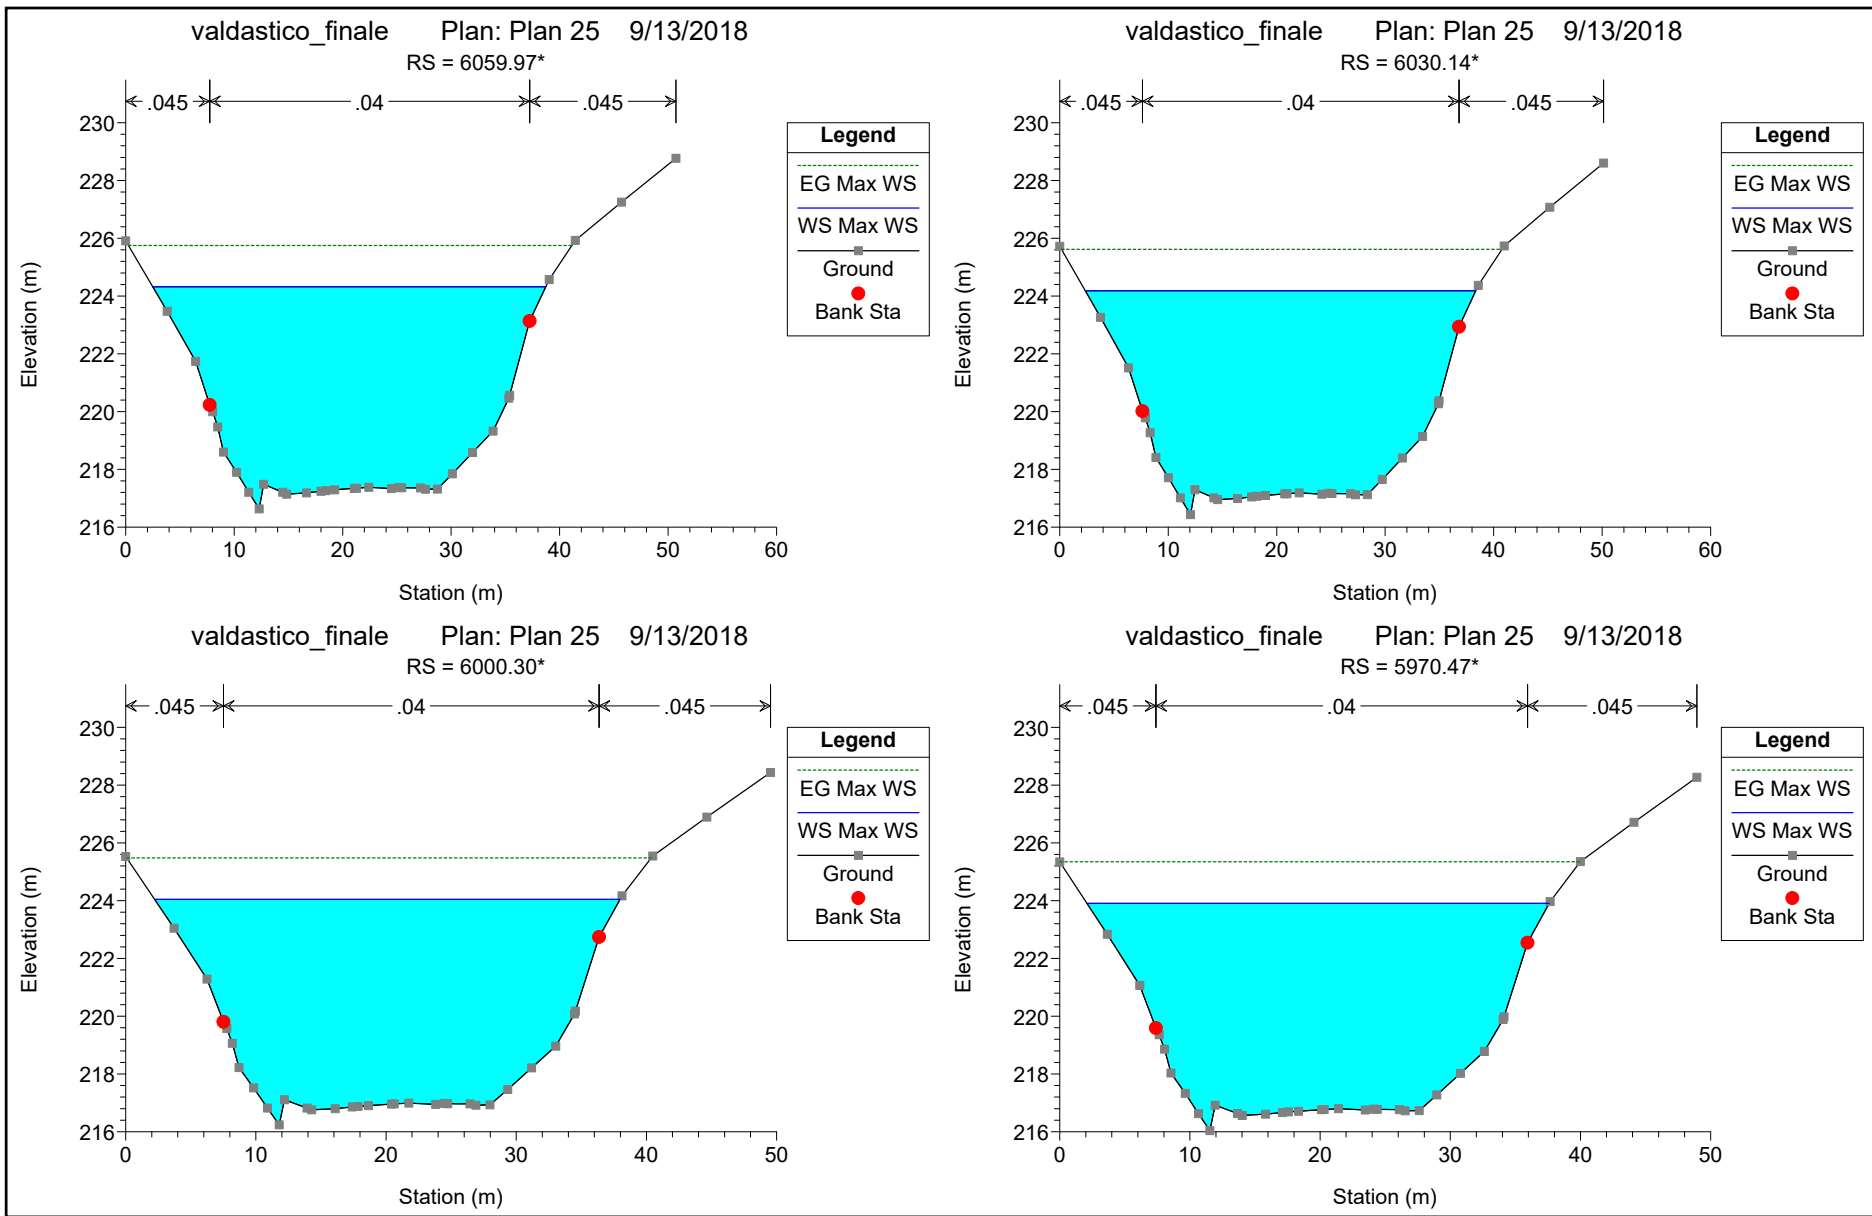 valdastico_finale Plan: Plan 25 9/13/2018
RS = 6059.97*
.045 .04 .045
230
228
226
224
222
220
218
216
0 10 20 30 40 50 60
Elevation (m)
Station (m)
Legend
EG Max WS
WS Max WS
Ground
Bank Sta
valdastico_finale Plan: Plan 25 9/13/2018
RS = 6030.14*
.045 .04 .045
230
228
226
224
222
220
218
216
0 10 20 30 40 50 60
Elevation (m)
Station (m)
Legend
EG Max WS
WS Max WS
Ground
Bank Sta
valdastico_finale Plan: Plan 25 9/13/2018
RS = 6000.30*
.045 .04 .045
230
228
226
224
222
220
218
216
0 10 20 30 40 50
Elevation (m)
Station (m)
Legend
EG Max WS
WS Max WS
Ground
Bank Sta
valdastico_finale Plan: Plan 25 9/13/2018
RS = 5970.47*
.045 .04 .045
230
228
226
224
222
220
218
216
0 10 20 30 40 50
Elevation (m)
Station (m)
Legend
EG Max WS
WS Max WS
Ground
Bank Sta